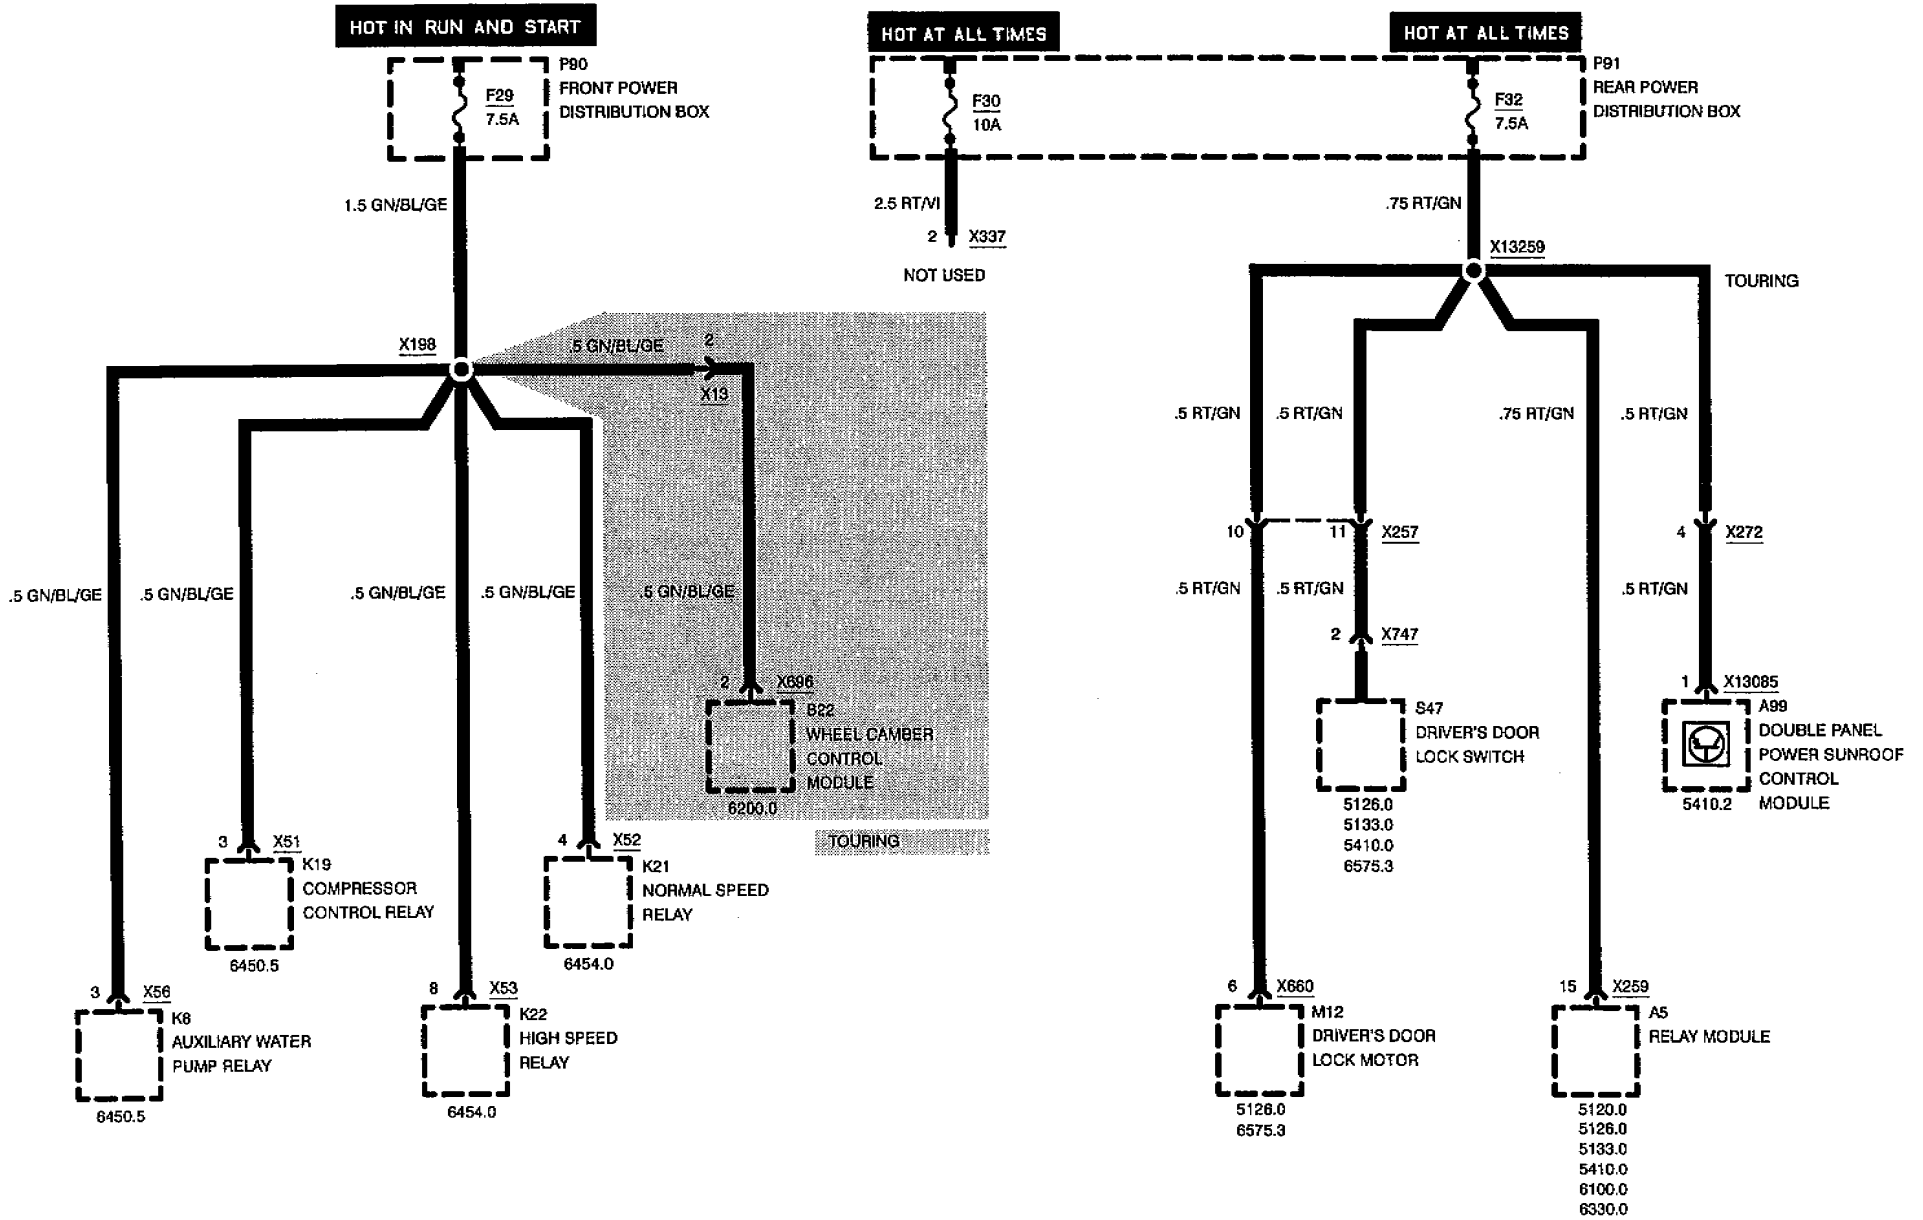 HOT IN RUN AND START
HOT AT ALL TIMES
HOT AT ALL TIMES
P90
FRONT POWER
DISTRIBUTION BOX
F29
7.5A
F30
10A
F32
7.5A
P91
REAR POWER
DISTRIBUTION BOX
1.5 GN/BL/GE
2.5 RT/VI
.75 RT/GN
2
X337
NOT USED
X13259
TOURING
X198
.5 GN/BL/GE
2
X13
.5 RT/GN
.5 RT/GN
.75 RT/GN
.5 RT/GN
10
11
X257
4
X272
.5 GN/BL/GE
.5 GN/BL/GE
.5 GN/BL/GE
.5 GN/BL/GE
.5 GN/BL/GE
.5 RT/GN
.5 RT/GN
.5 RT/GN
2
X747
2
X696
1
X13085
B22
WHEEL CAMBER
CONTROL
MODULE
6200.0
TOURING
S47
DRIVER'S DOOR
LOCK SWITCH
5126.0
5133.0
5410.0
6575.3
A99
DOUBLE PANEL
POWER SUNROOF
CONTROL
MODULE
5410.2
3
X51
K19
COMPRESSOR
CONTROL RELAY
6450.5
4
X52
K21
NORMAL SPEED
RELAY
6454.0
3
X56
K8
AUXILIARY WATER
PUMP RELAY
6450.5
8
X53
K22
HIGH SPEED
RELAY
6454.0
6
X660
M12
DRIVER'S DOOR
LOCK MOTOR
5126.0
6575.3
15
X259
A5
RELAY MODULE
5120.0
5126.0
5133.0
5410.0
6100.0
6330.0